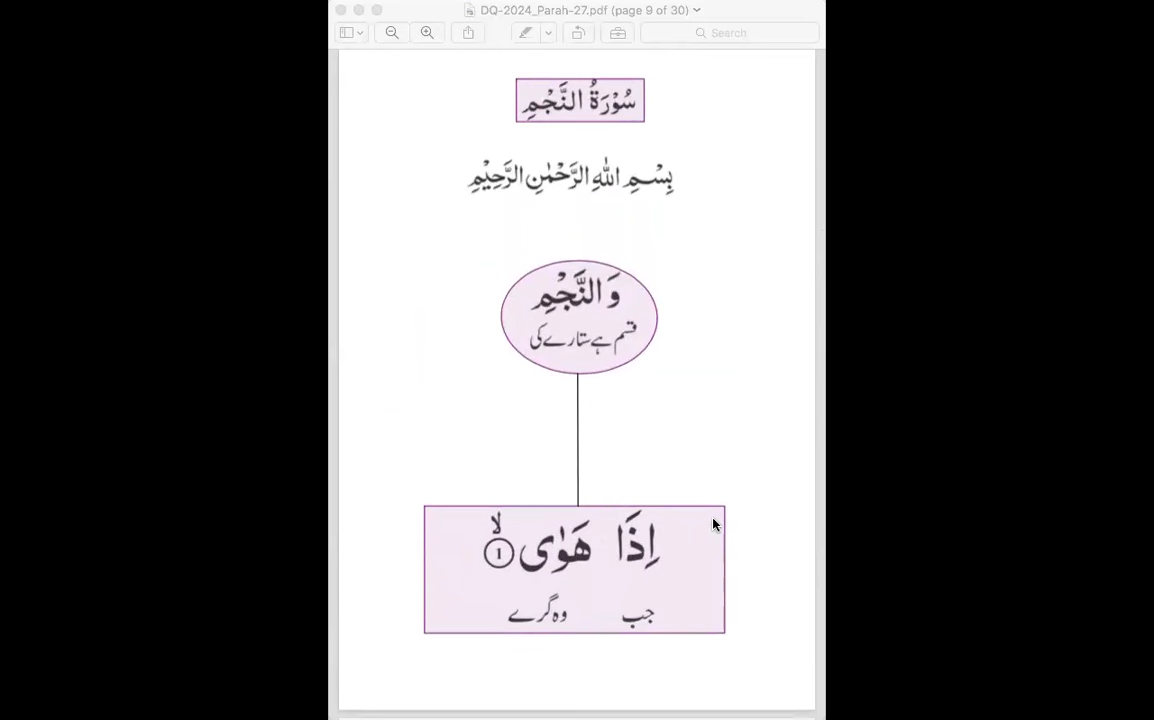 DQ-2024_Parah-27.pdf (page 9 of 30)
Search
سُوْرَةُ النَّجْمِ
بِسْمِ اللّٰهِ الرَّحْمٰنِ الرَّحِيْمِ
وَ النَّجْمِ
قسم ہے ستارے کی
اِذَا هَوٰى ۙ ①
جب وہ گرے